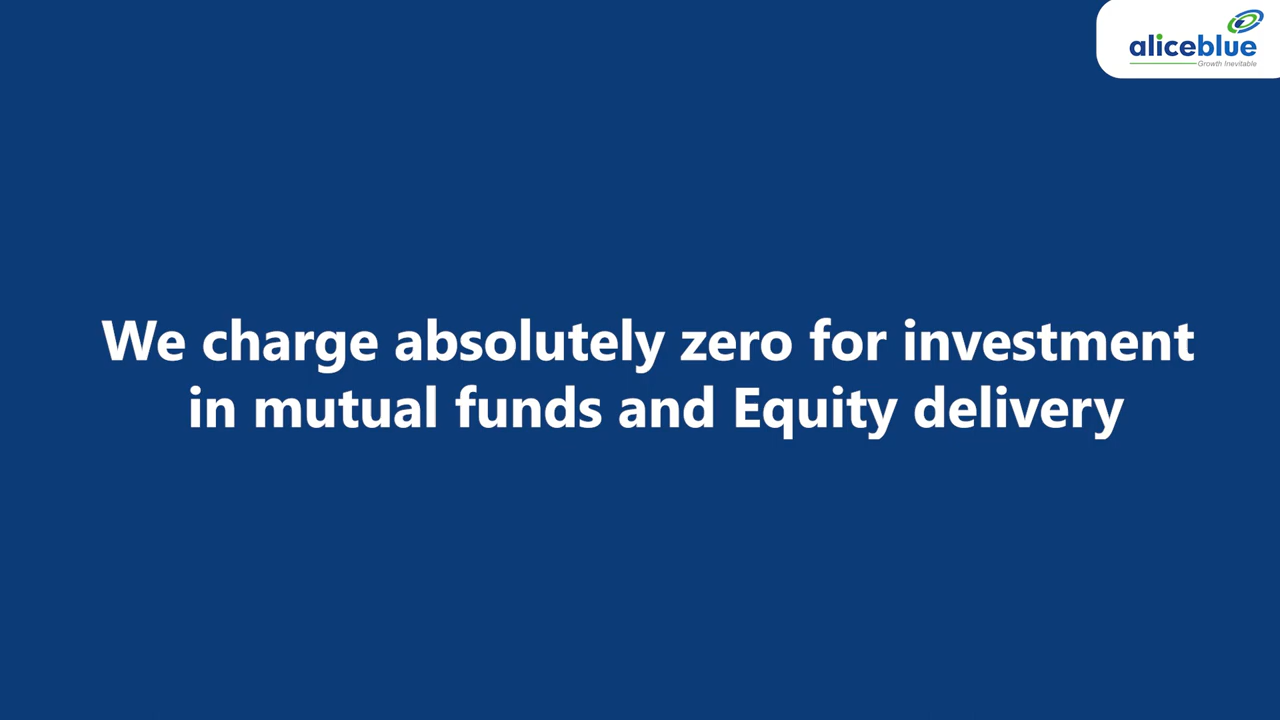 aliceblue
Growth Inevitable
We charge absolutely zero for investment
in mutual funds and Equity delivery